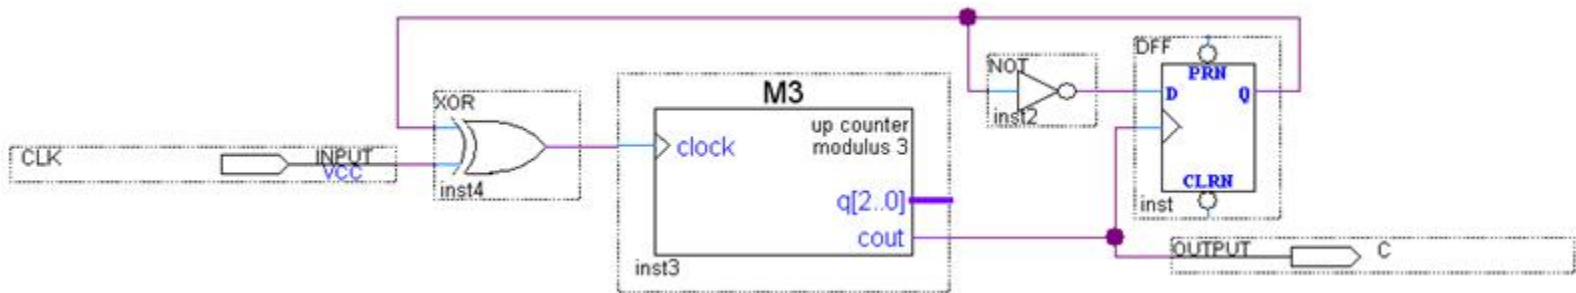 DFF
NOT
PRN
M3
D
Q
XOR
inst2
up counter
modulus 3
clock
CLK
INPUT
VCC
CLRN
inst4
q[2..0]
inst
cout
OUTPUT
C
inst3